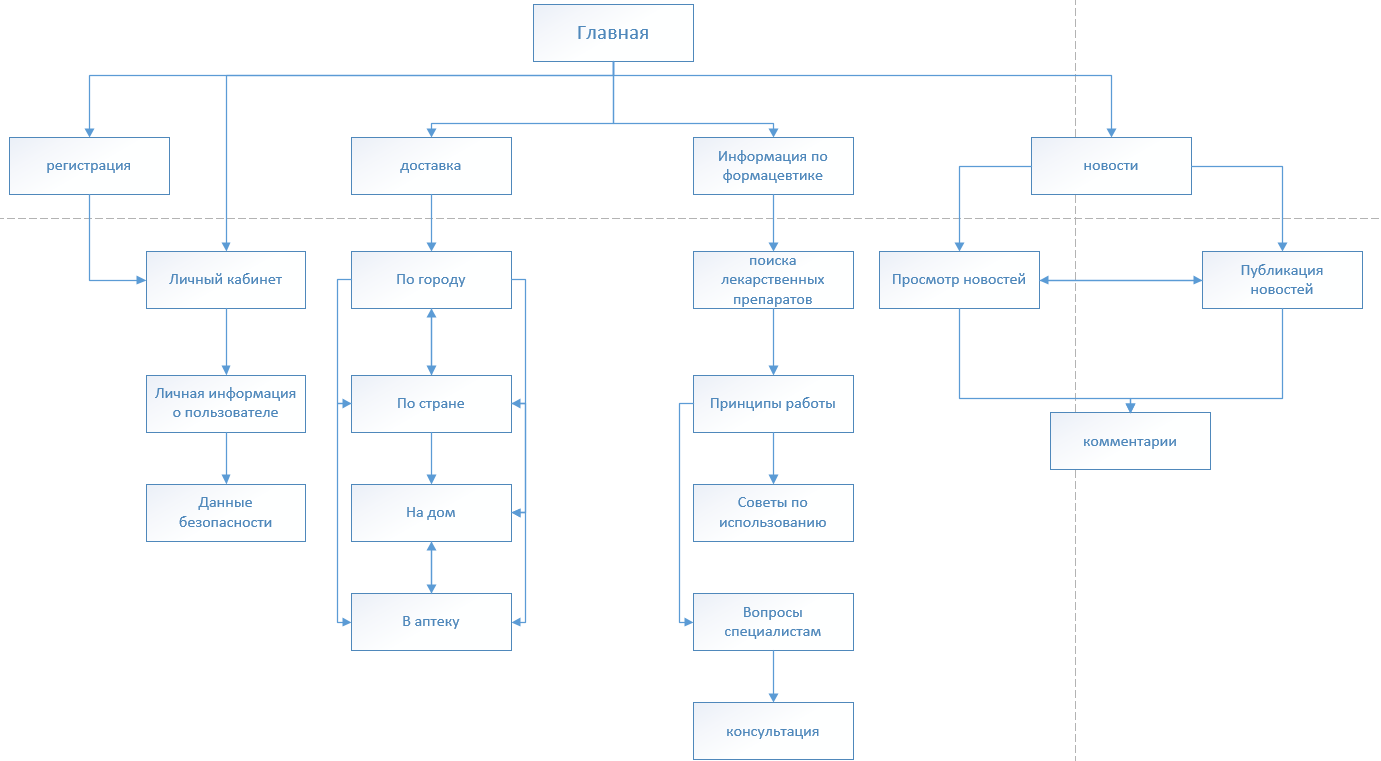 Главная
регистрация
доставка
Информация по
формацевтике
новости
Личный кабинет
По городу
поиска
лекарственных
препаратов
Просмотр новостей
Публикация
новостей
Личная информация
о пользователе
По стране
Принципы работы
комментарии
Данные
безопасности
На дом
Советы по
использованию
В аптеку
Вопросы
специалистам
консультация